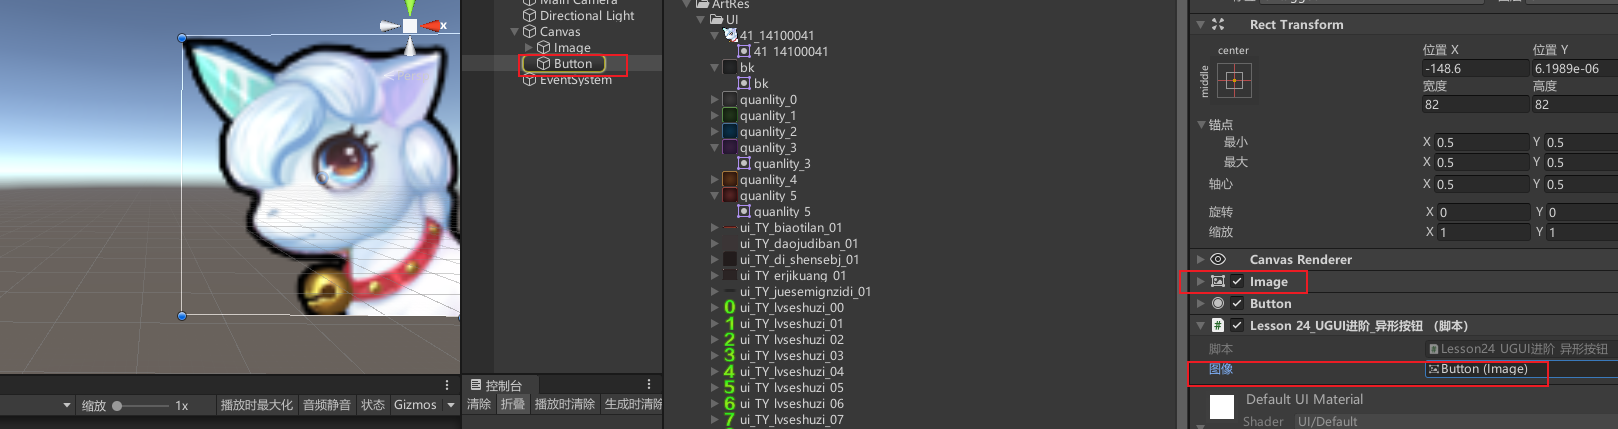 Main Camera
Directional Light
Canvas
Image
Button
EventSystem
x
< Persp
缩放
1x
播放时最大化
音频静音
状态
Gizmos
控制台
清除
折叠
播放时清除
生成时清除
ArtRes
UI
41_14100041
41_14100041
bk
bk
quanlity_0
quanlity_1
quanlity_2
quanlity_3
quanlity_3
quanlity_4
quanlity_5
quanlity_5
ui_TY_biaotilan_01
ui_TY_daojudiban_01
ui_TY_di_shensebj_01
ui_TY_erjikuang_01
ui_TY_juesemignzidi_01
0 ui_TY_lvseshuzi_00
1 ui_TY_lvseshuzi_01
2 ui_TY_lvseshuzi_02
3 ui_TY_lvseshuzi_03
4 ui_TY_lvseshuzi_04
5 ui_TY_lvseshuzi_05
6 ui_TY_lvseshuzi_06
7 ui_TY_lvseshuzi_07
Rect Transform
center
middle
位置 X 位置 Y
-148.6 6.1989e-06
宽度 高度
82 82
锚点
最小 X 0.5 Y 0.5
最大 X 0.5 Y 0.5
轴心 X 0.5 Y 0.5
旋转 X 0 Y 0
缩放 X 1 Y 1
Canvas Renderer
Image
Button
# Lesson 24_UGUI进阶_异形按钮 （脚本）
脚本 Lesson24_UGUI进阶_异形按钮
图像 Button (Image)
Default UI Material
Shader UI/Default